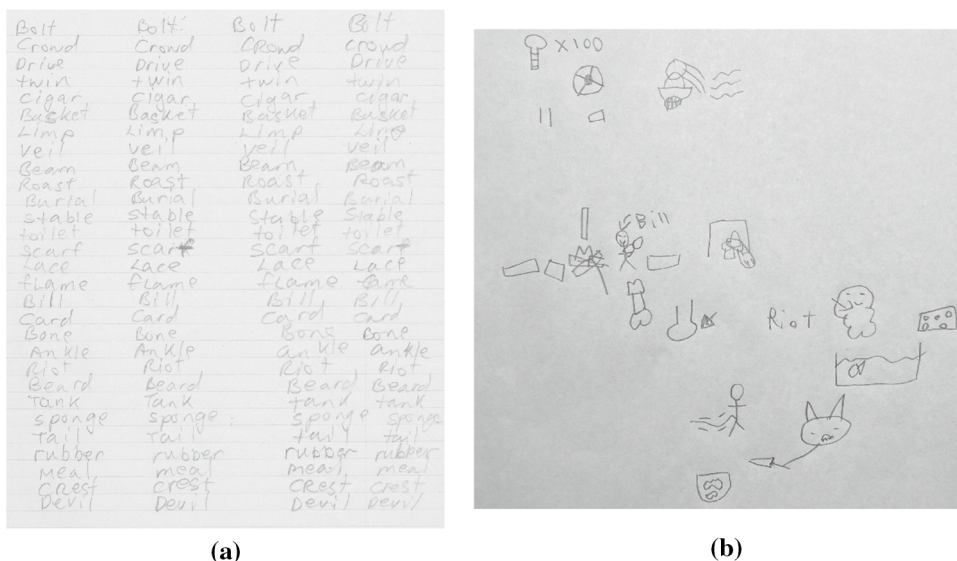 Bolt Bolt Bolt Bolt
Crowd Crowd CRowd crowd
Drive Drive Drive Drive
twin twin twin twin
cigar cigar cigar cigar
Basket Basket Basket Basket
Limp Limp Limp Limp
veil veil veil veil
Beam Beam Beam Beam
Roast Roast Roast Roast
Burial Burial Burial Burial
stable stable stable stable
toilet toilet toilet toilet
scarf scarf scarf scarf
Lace Lace Lace Lace
flame flame flame
Bill Bill Bill Bill
Card Card Card Card
Bone Bone Bone Bone
Ankle Ankle ankle ankle
Riot Riot Riot Riot
Beard Beard Beard Beard
Tank Tank tank tank
sponge sponge sponge sponge
Tail Tail tail tail
rubber rubber rubber rubber
meal meal meal meal
CRest crest CRest crest
Devil Devil Devil Devil
(a)
X100
Bill
Riot
(b)